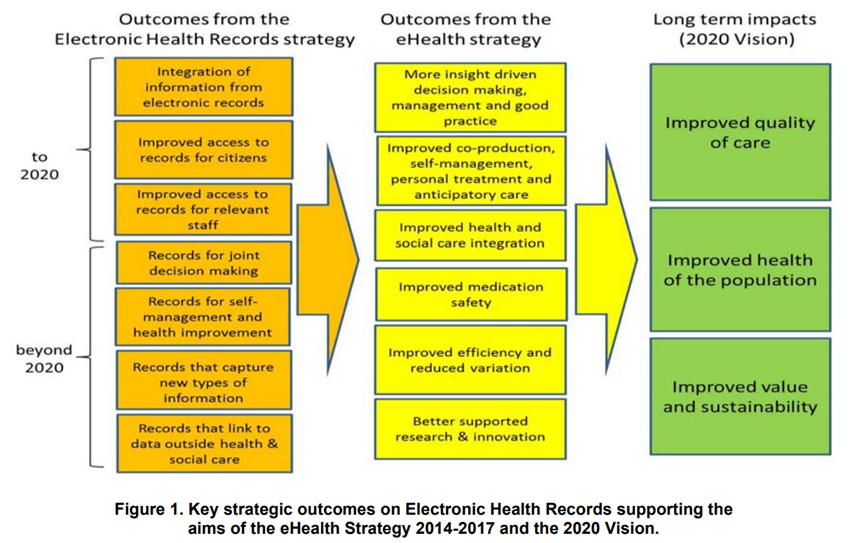 Outcomes from the
Electronic Health Records strategy
Outcomes from the
eHealth strategy
Long term impacts
(2020 Vision)
to
2020
beyond
2020
Integration of
information from
electronic records
Improved access to
records for citizens
Improved access to
records for relevant
staff
Records for joint
decision making
Records for self-
management and
health improvement
Records that capture
new types of
information
Records that link to
data outside health &
social care
More insight driven
decision making,
management and good
practice
Improved co-production,
self-management,
personal treatment and
anticipatory care
Improved health and
social care integration
Improved medication
safety
Improved efficiency and
reduced variation
Better supported
research & innovation
Improved quality
of care
Improved health
of the population
Improved value
and sustainability
Figure 1. Key strategic outcomes on Electronic Health Records supporting the
aims of the eHealth Strategy 2014-2017 and the 2020 Vision.